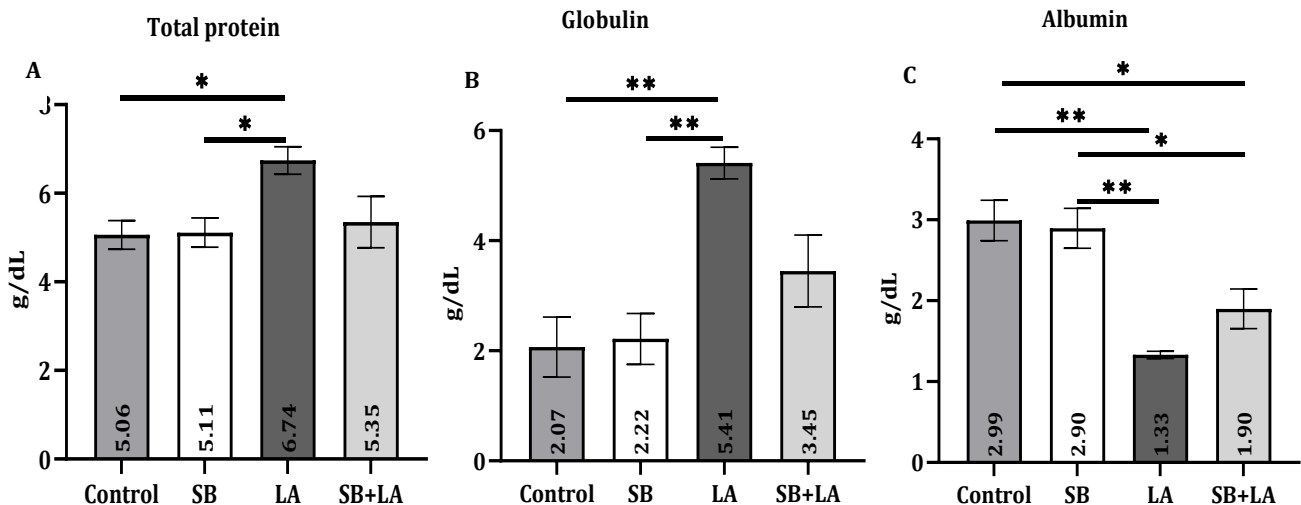 Total protein
A
*
*
8
6
4
2
0
g/dL
5.06
5.11
6.74
5.35
Control SB LA SB+LA
Globulin
B
**
**
6
4
2
0
g/dL
2.07
2.22
5.41
3.45
Control SB LA SB+LA
Albumin
C
*
**
*
**
4
3
2
1
0
g/dL
2.99
2.90
1.33
1.90
Control SB LA SB+LA